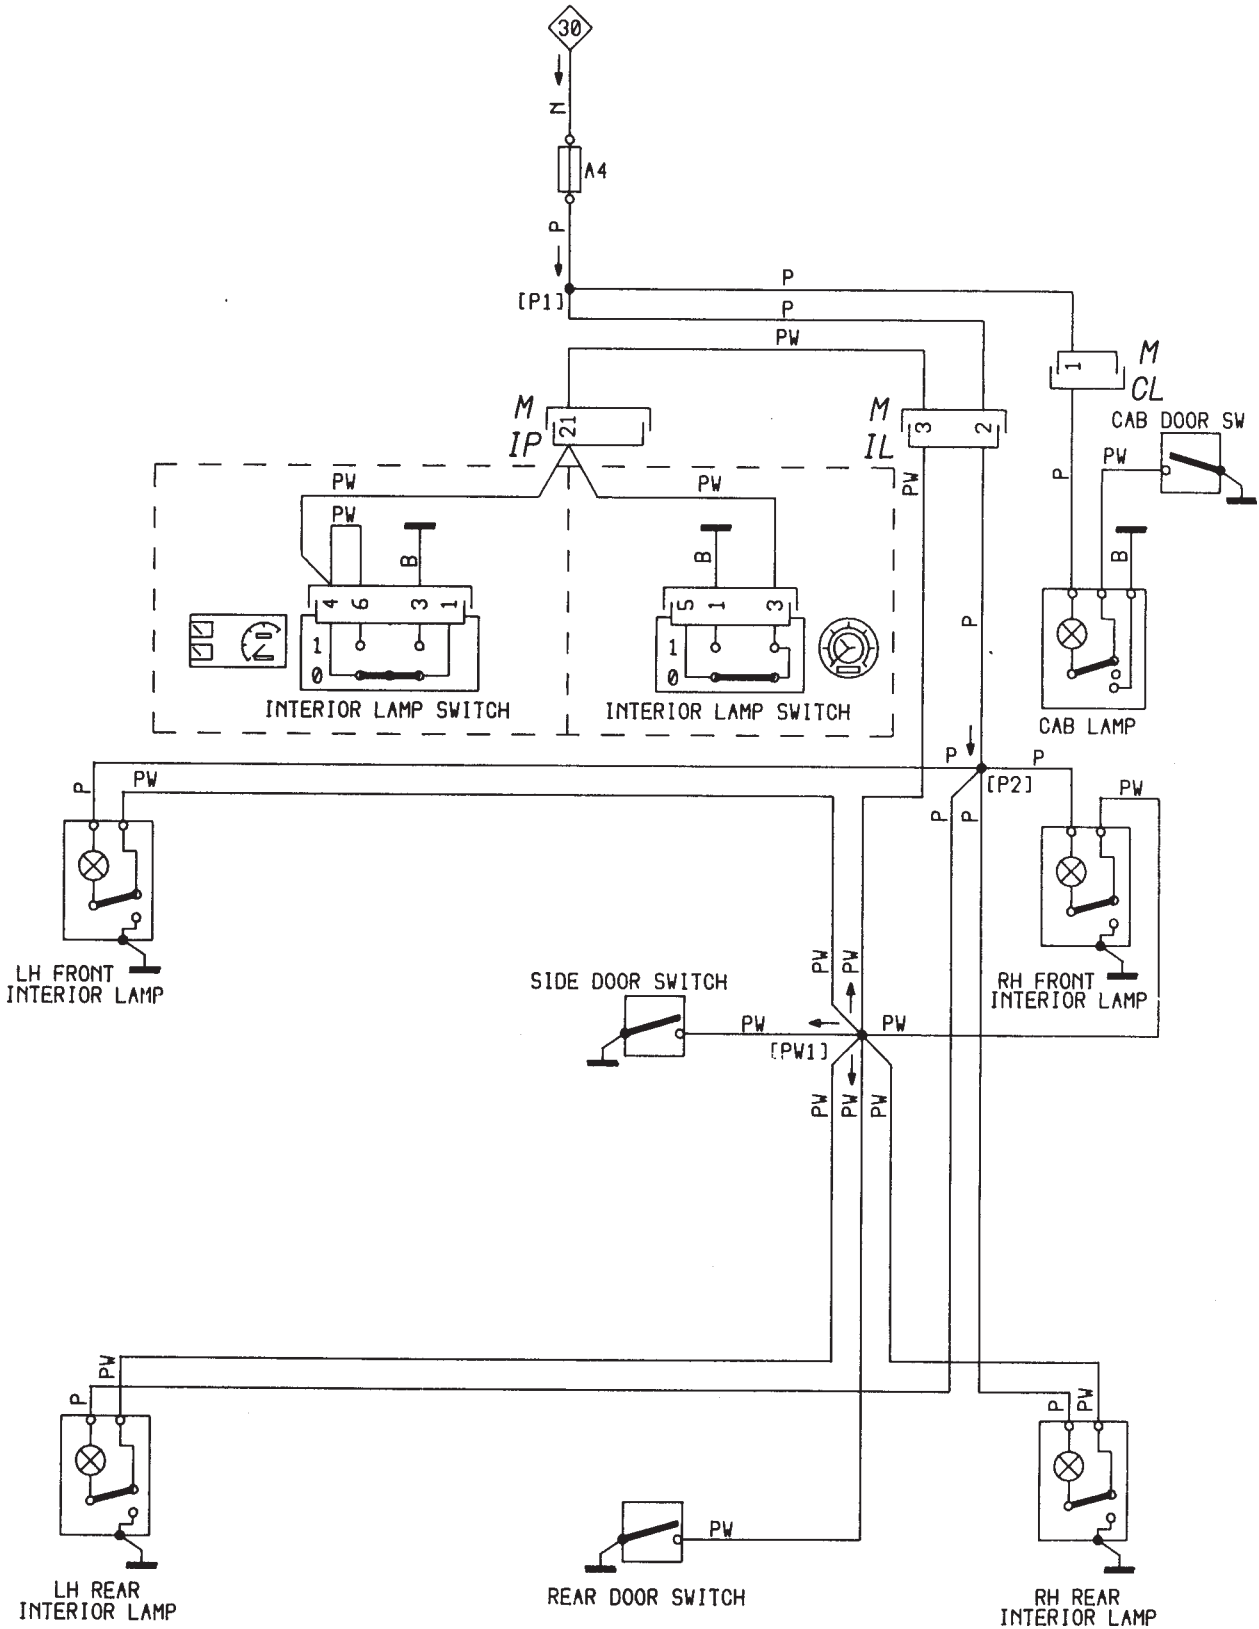 30
N
A4
P
[P1]
P
P
PW
M
CL
1
M
IP
21
M
IL
3
2
CAB DOOR SW
PW
P
B
PW
PW
PW
B
4
6
3
1
1
0
INTERIOR LAMP SWITCH
PW
B
5
1
3
1
0
INTERIOR LAMP SWITCH
P
CAB LAMP
P
P
[P2]
P
P
PW
P
PW
LH FRONT
INTERIOR LAMP
RH FRONT
INTERIOR LAMP
SIDE DOOR SWITCH
PW
PW
PW
PW
[PW1]
PW
PW
PW
P
PW
LH REAR
INTERIOR LAMP
PW
REAR DOOR SWITCH
P
PW
RH REAR
INTERIOR LAMP